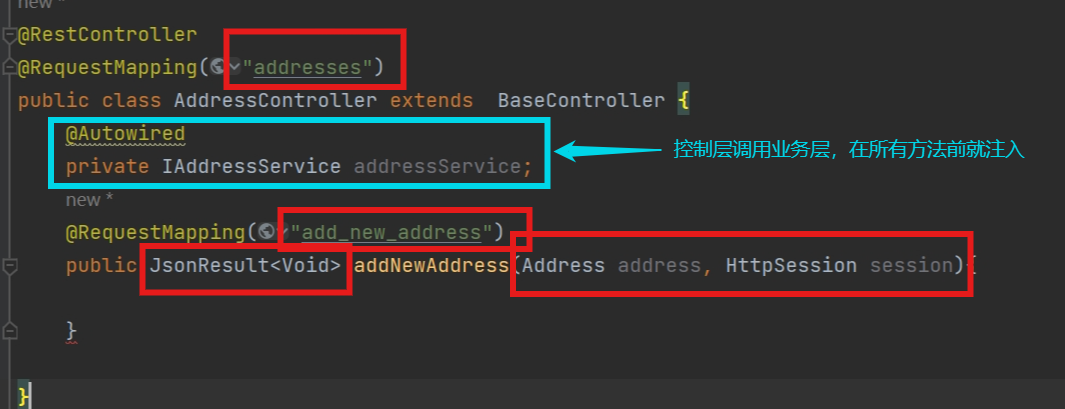 new *
@RestController
@RequestMapping("addresses")
public class AddressController extends BaseController {
@Autowired
private IAddressService addressService;
控制层调用业务层，在所有方法前就注入
new *
@RequestMapping("add_new_address")
public JsonResult<Void> addNewAddress(Address address, HttpSession session){
}
}